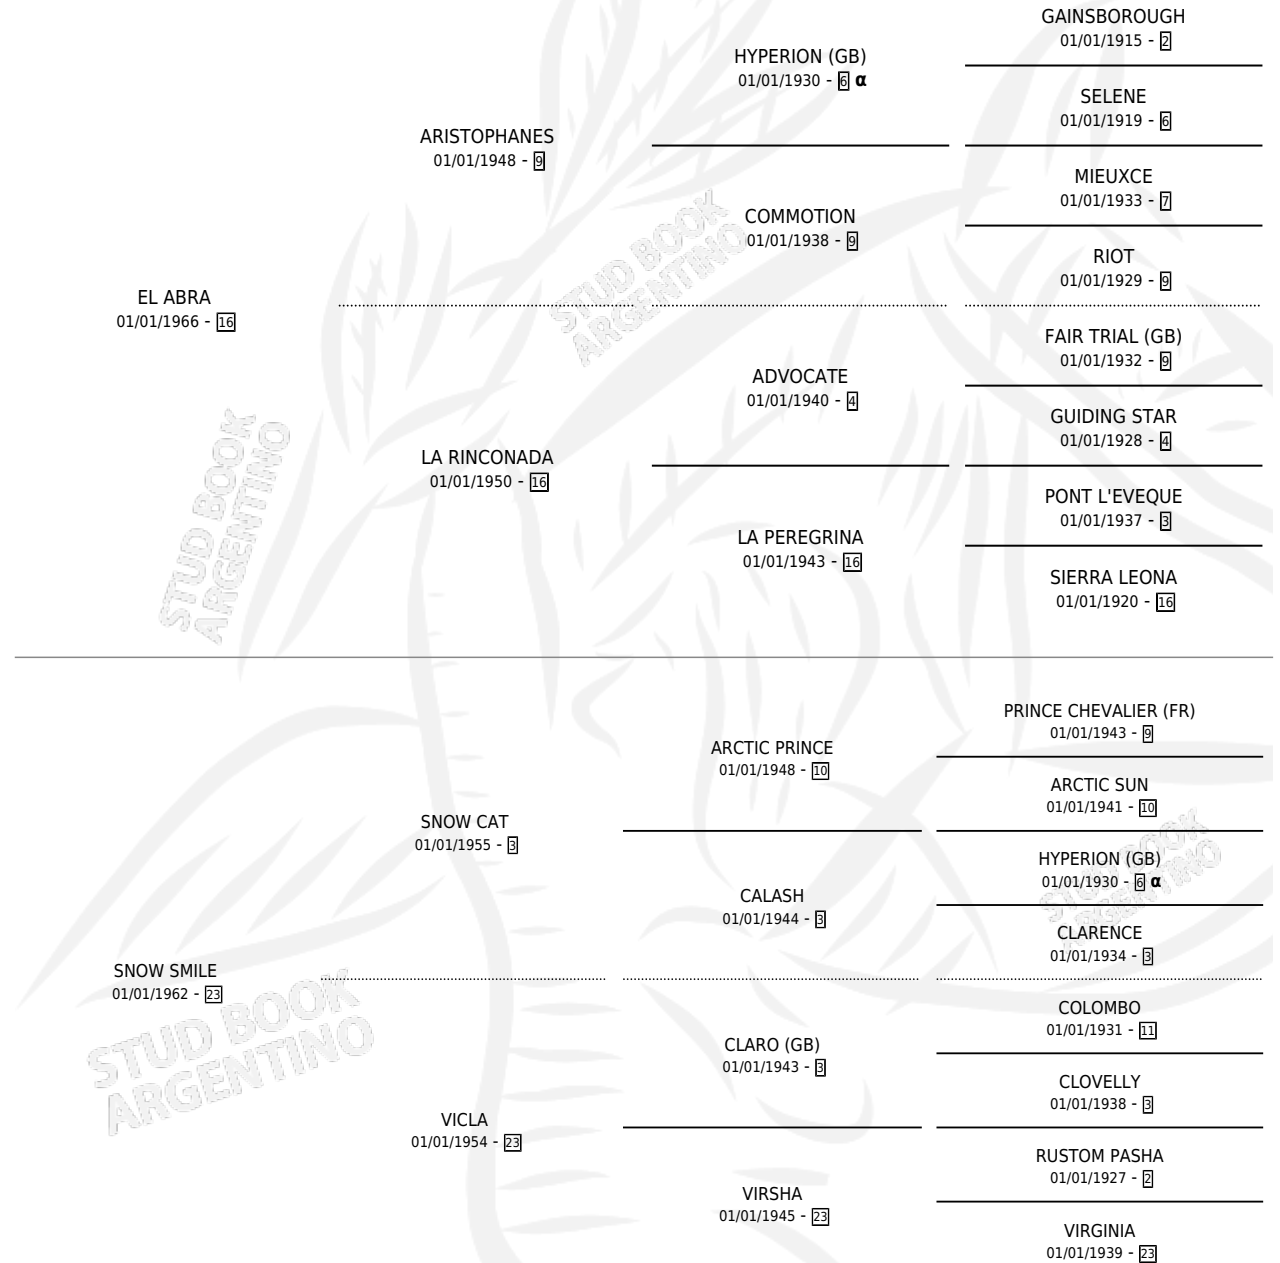 GAINSBOROUGH
01/01/1915 - 2
HYPERION (GB)
01/01/1930 - 6 α
SELENE
01/01/1919 - 6
ARISTOPHANES
01/01/1948 - 9
MIEUXCE
01/01/1933 - 7
COMMOTION
01/01/1938 - 9
RIOT
01/01/1929 - 9
EL ABRA
01/01/1966 - 16
FAIR TRIAL (GB)
01/01/1932 - 9
ADVOCATE
01/01/1940 - 4
GUIDING STAR
01/01/1928 - 4
LA RINCONADA
01/01/1950 - 16
PONT L'EVEQUE
01/01/1937 - 3
LA PEREGRINA
01/01/1943 - 16
SIERRA LEONA
01/01/1920 - 16
STUD BOOK
ARGENTINO
STUD BOOK
ARGENTINO
PRINCE CHEVALIER (FR)
01/01/1943 - 9
ARCTIC PRINCE
01/01/1948 - 10
ARCTIC SUN
01/01/1941 - 10
SNOW CAT
01/01/1955 - 3
HYPERION (GB)
01/01/1930 - 6 α
CALASH
01/01/1944 - 3
CLARENCE
01/01/1934 - 3
SNOW SMILE
01/01/1962 - 23
COLOMBO
01/01/1931 - 11
CLARO (GB)
01/01/1943 - 3
CLOVELLY
01/01/1938 - 3
VICLA
01/01/1954 - 23
RUSTOM PASHA
01/01/1927 - 2
VIRSHA
01/01/1945 - 23
VIRGINIA
01/01/1939 - 23
STUD BOOK
ARGENTINO
STUD BOOK
ARGENTINO